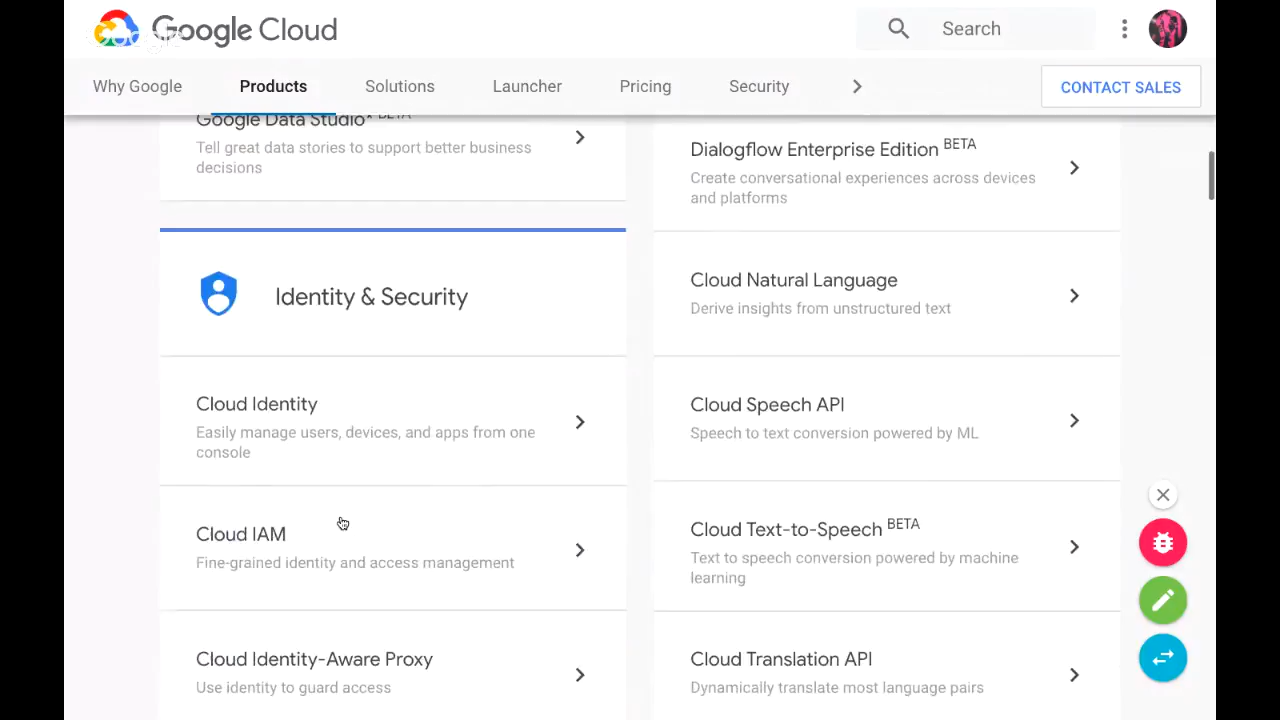 Google Cloud
Search
Why Google
Products
Solutions
Launcher
Pricing
Security
CONTACT SALES
Google Data Studio* BETA
Tell great data stories to support better business
decisions
Identity & Security
Cloud Identity
Easily manage users, devices, and apps from one
console
Cloud IAM
Fine-grained identity and access management
Cloud Identity-Aware Proxy
Use identity to guard access
Dialogflow Enterprise Edition BETA
Create conversational experiences across devices
and platforms
Cloud Natural Language
Derive insights from unstructured text
Cloud Speech API
Speech to text conversion powered by ML
Cloud Text-to-Speech BETA
Text to speech conversion powered by machine
learning
Cloud Translation API
Dynamically translate most language pairs